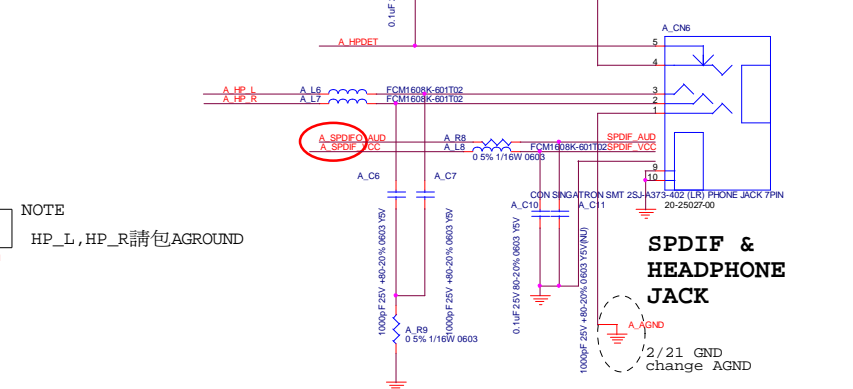 0.1uF
A_CN6
A_HPDET
5
4
A_HP_L
A_L6
FCM1608K-601T02
3
A_HP_R
A_L7
FCM1608K-601T02
2
1
A_SPDIFO_AUD
A_R8
SPDIF_AUD
A_SPDIF_VCC
A_L8
FCM1608K-601T02
SPDIF_VCC
0 5% 1/16W 0603
9
10
A_C6
A_C7
CON SINGATRON SMT 2SJ-A373-402 (LR) PHONE JACK 7PIN
20-25027-00
A_C10
A_C11
NOTE
HP_L,HP_R請包AGROUND
1000pF 25V +80-20% 0603 Y5V
1000pF 25V +80-20% 0603 Y5V
0.1uF 25V 80-20% 0603 Y5V
1000pF 25V +80-20% 0603 Y5V(NU)
SPDIF &
HEADPHONE
JACK
A_R9
0 5% 1/16W 0603
A_AGND
2/21 GND
change AGND